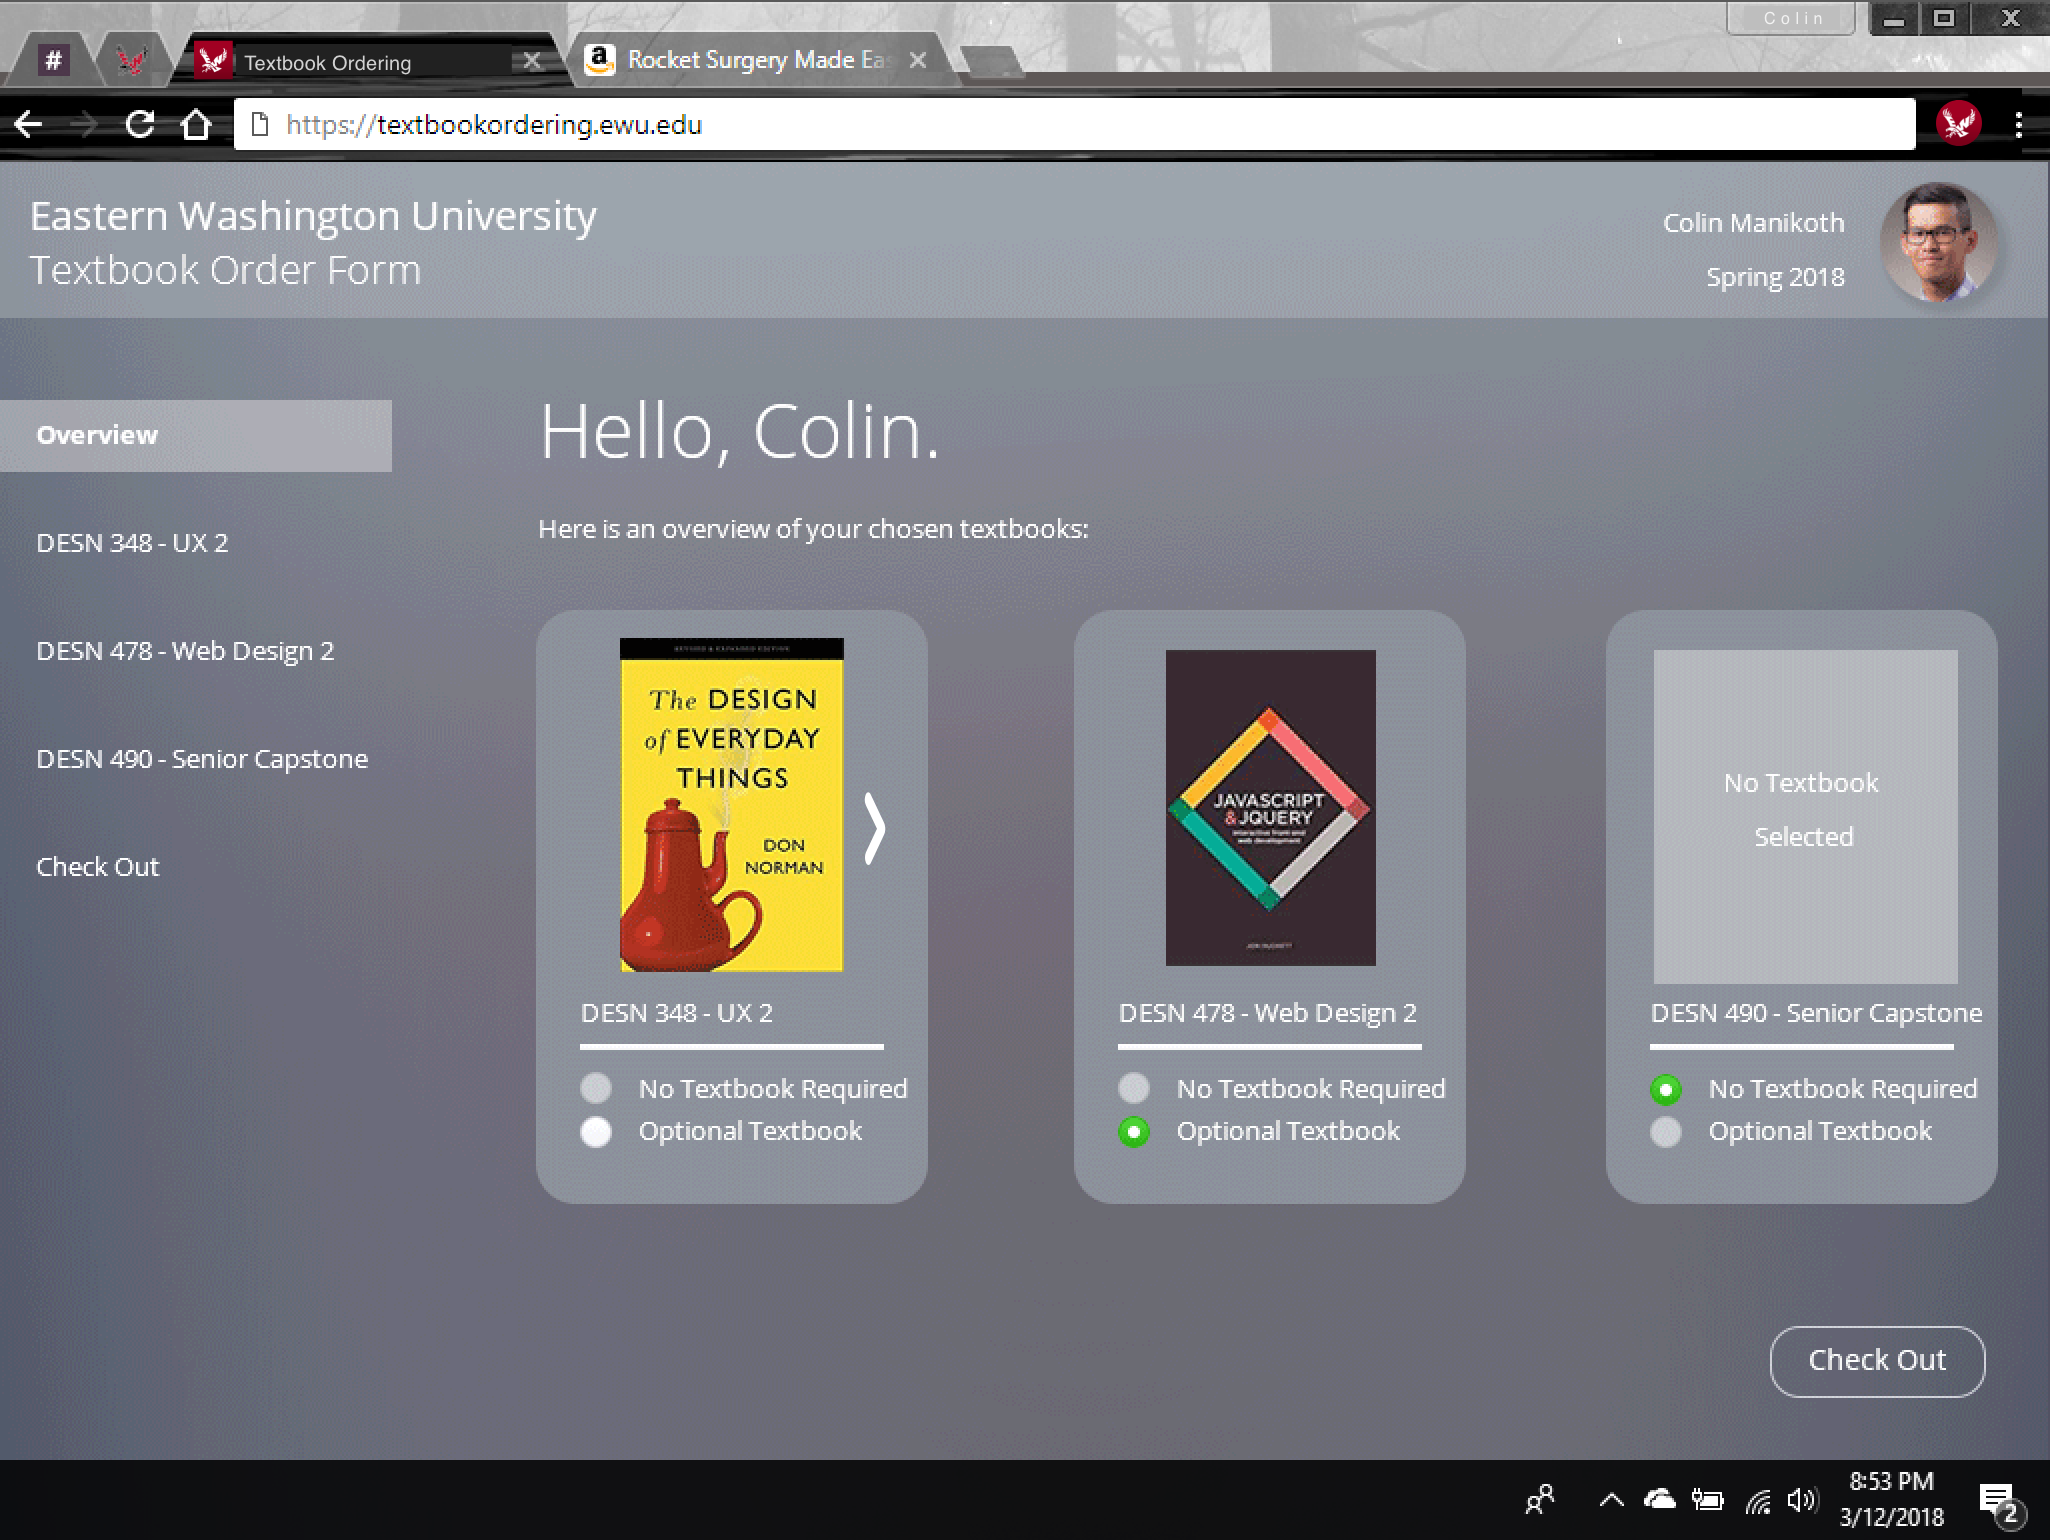 Colin
#
Textbook Ordering
Rocket Surgery Made Eas
https://textbookordering.ewu.edu
Eastern Washington University
Textbook Order Form
Colin Manikoth
Spring 2018
Overview
DESN 348 - UX 2
DESN 478 - Web Design 2
DESN 490 - Senior Capstone
Check Out
Hello, Colin.
Here is an overview of your chosen textbooks:
REVISED & EXPANDED EDITION
The DESIGN
of EVERYDAY
THINGS
DON
NORMAN
DESN 348 - UX 2
No Textbook Required
Optional Textbook
JAVASCRIPT
& JQUERY
interactive front-end
web development
JON DUCKETT
DESN 478 - Web Design 2
No Textbook Required
Optional Textbook
No Textbook
Selected
DESN 490 - Senior Capstone
No Textbook Required
Optional Textbook
Check Out
8:53 PM
3/12/2018
2